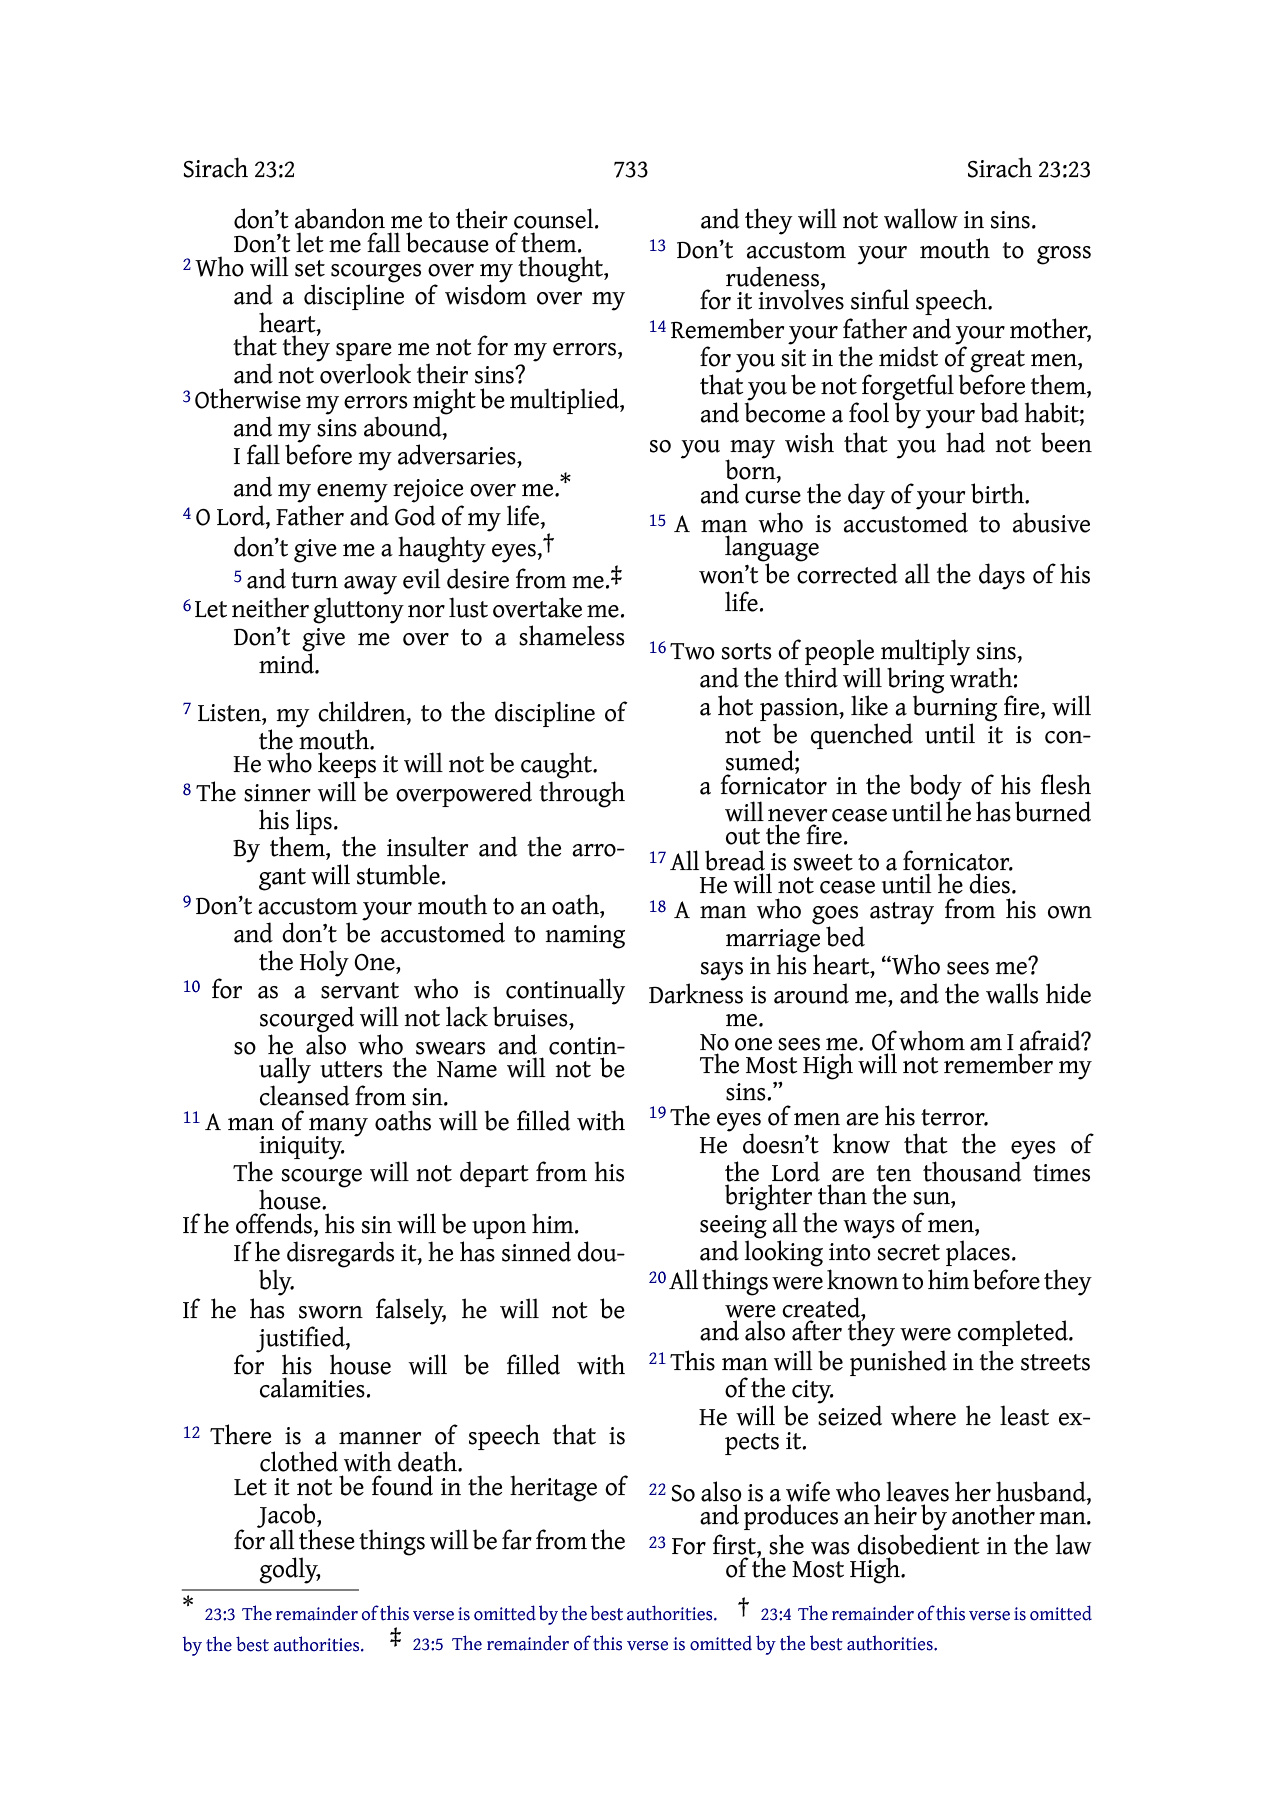 Sirach 23:2 733 Sirach 23:23
don’t abandon me to their counsel.
Don’t let me fall because of them.
2 Who will set scourges over my thought,
and a discipline of wisdom over my
heart,
that they spare me not for my errors,
and not overlook their sins?
3 Otherwise my errors might be multiplied,
and my sins abound,
I fall before my adversaries,
and my enemy rejoice over me.*
4 O Lord, Father and God of my life,
don’t give me a haughty eyes,†
5 and turn away evil desire from me.‡
6 Let neither gluttony nor lust overtake me.
Don’t give me over to a shameless
mind.
7 Listen, my children, to the discipline of
the mouth.
He who keeps it will not be caught.
8 The sinner will be overpowered through
his lips.
By them, the insulter and the arro-
gant will stumble.
9 Don’t accustom your mouth to an oath,
and don’t be accustomed to naming
the Holy One,
10 for as a servant who is continually
scourged will not lack bruises,
so he also who swears and contin-
ually utters the Name will not be
cleansed from sin.
11 A man of many oaths will be filled with
iniquity.
The scourge will not depart from his
house.
If he offends, his sin will be upon him.
If he disregards it, he has sinned dou-
bly.
If he has sworn falsely, he will not be
justified,
for his house will be filled with
calamities.
12 There is a manner of speech that is
clothed with death.
Let it not be found in the heritage of
Jacob,
for all these things will be far from the
godly,
and they will not wallow in sins.
13 Don’t accustom your mouth to gross
rudeness,
for it involves sinful speech.
14 Remember your father and your mother,
for you sit in the midst of great men,
that you be not forgetful before them,
and become a fool by your bad habit;
so you may wish that you had not been
born,
and curse the day of your birth.
15 A man who is accustomed to abusive
language
won’t be corrected all the days of his
life.
16 Two sorts of people multiply sins,
and the third will bring wrath:
a hot passion, like a burning fire, will
not be quenched until it is con-
sumed;
a fornicator in the body of his flesh
will never cease until he has burned
out the fire.
17 All bread is sweet to a fornicator.
He will not cease until he dies.
18 A man who goes astray from his own
marriage bed
says in his heart, “Who sees me?
Darkness is around me, and the walls hide
me.
No one sees me. Of whom am I afraid?
The Most High will not remember my
sins.”
19 The eyes of men are his terror.
He doesn’t know that the eyes of
the Lord are ten thousand times
brighter than the sun,
seeing all the ways of men,
and looking into secret places.
20 All things were known to him before they
were created,
and also after they were completed.
21 This man will be punished in the streets
of the city.
He will be seized where he least ex-
pects it.
22 So also is a wife who leaves her husband,
and produces an heir by another man.
23 For first, she was disobedient in the law
of the Most High.
* 23:3 The remainder of this verse is omitted by the best authorities. † 23:4 The remainder of this verse is omitted
by the best authorities. ‡ 23:5 The remainder of this verse is omitted by the best authorities.